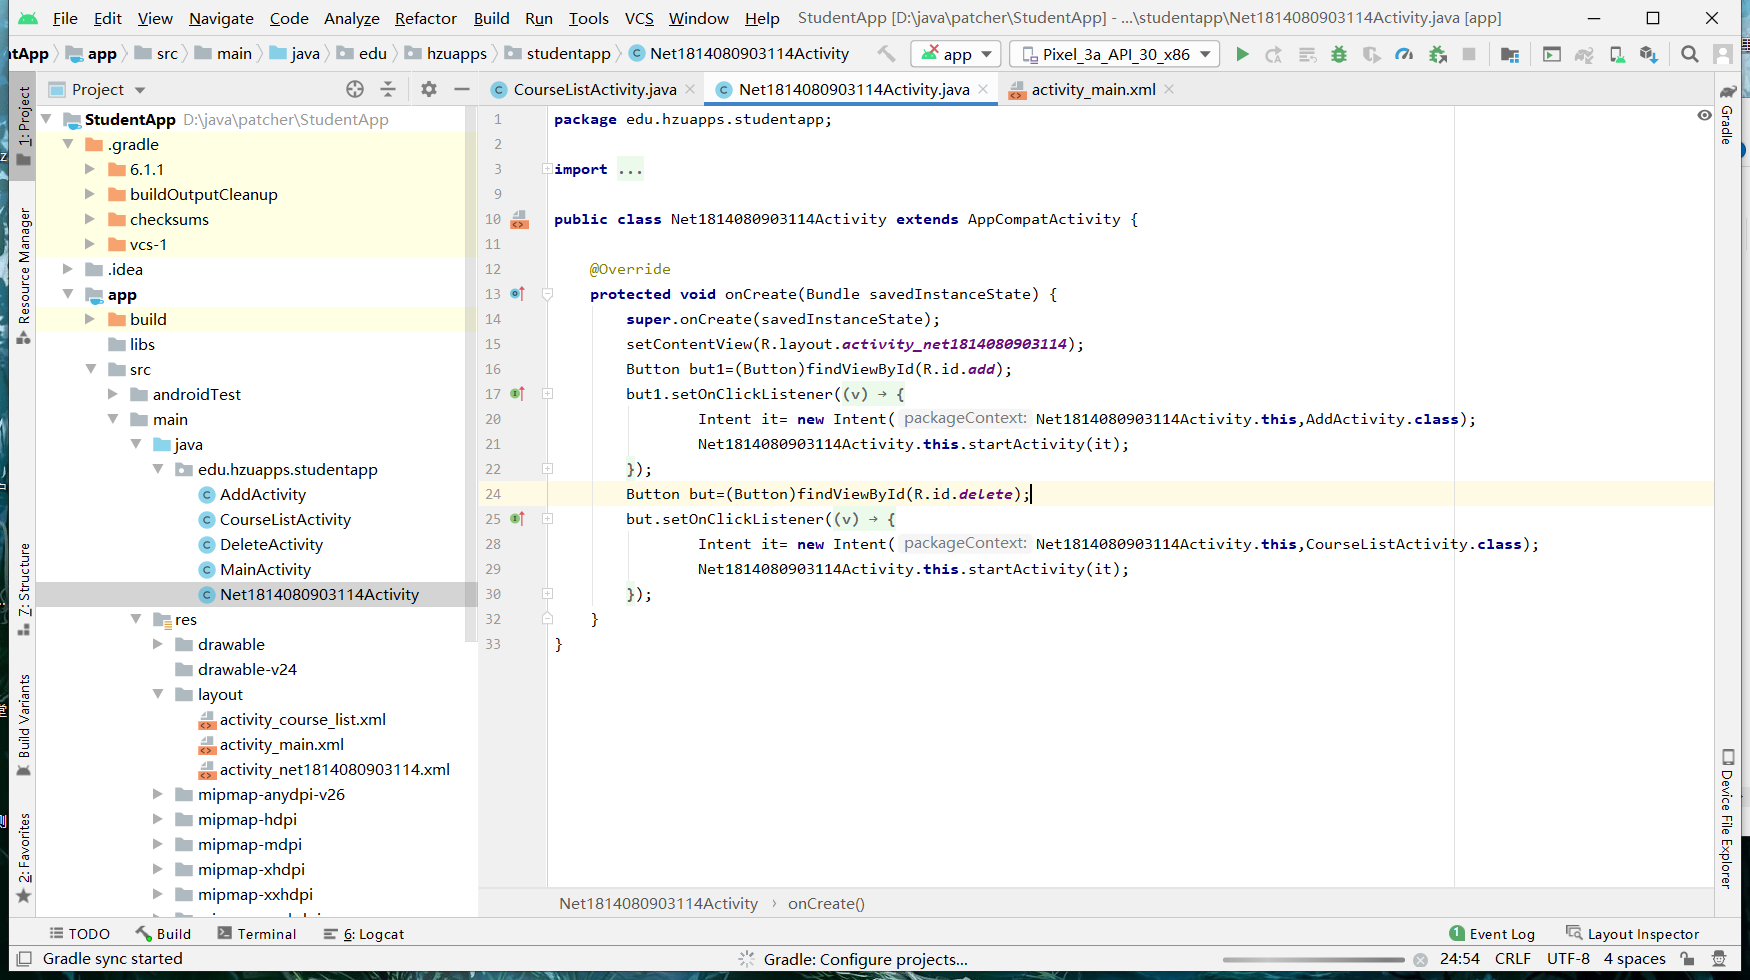 File Edit View Navigate Code Analyze Refactor Build Run Tools VCS Window Help StudentApp [D:\java\patcher\StudentApp] - ...\studentapp\Net1814080903114Activity.java [app]
ntApp app src main java edu hzuapps studentapp Net1814080903114Activity app Pixel_3a_API_30_x86
Project CourseListActivity.java Net1814080903114Activity.java activity_main.xml
1: Project
Resource Manager
Z: Structure
Build Variants
2: Favorites
StudentApp D:\java\patcher\StudentApp
.gradle
6.1.1
buildOutputCleanup
checksums
vcs-1
.idea
app
build
libs
src
androidTest
main
java
edu.hzuapps.studentapp
AddActivity
CourseListActivity
DeleteActivity
MainActivity
Net1814080903114Activity
res
drawable
drawable-v24
layout
activity_course_list.xml
activity_main.xml
activity_net1814080903114.xml
mipmap-anydpi-v26
mipmap-hdpi
mipmap-mdpi
mipmap-xhdpi
mipmap-xxhdpi
1 package edu.hzuapps.studentapp;
2
3 import ...
9
10 public class Net1814080903114Activity extends AppCompatActivity {
11
12 @Override
13 protected void onCreate(Bundle savedInstanceState) {
14 super.onCreate(savedInstanceState);
15 setContentView(R.layout.activity_net1814080903114);
16 Button but1=(Button)findViewById(R.id.add);
17 but1.setOnClickListener((v) → {
20 Intent it= new Intent( packageContext: Net1814080903114Activity.this,AddActivity.class);
21 Net1814080903114Activity.this.startActivity(it);
22 });
24 Button but=(Button)findViewById(R.id.delete);
25 but.setOnClickListener((v) → {
28 Intent it= new Intent( packageContext: Net1814080903114Activity.this,CourseListActivity.class);
29 Net1814080903114Activity.this.startActivity(it);
30 });
32 }
33 }
Gradle
Device File Explorer
Net1814080903114Activity › onCreate()
TODO Build Terminal 6: Logcat 1 Event Log Layout Inspector
Gradle sync started Gradle: Configure projects... 24:54 CRLF UTF-8 4 spaces